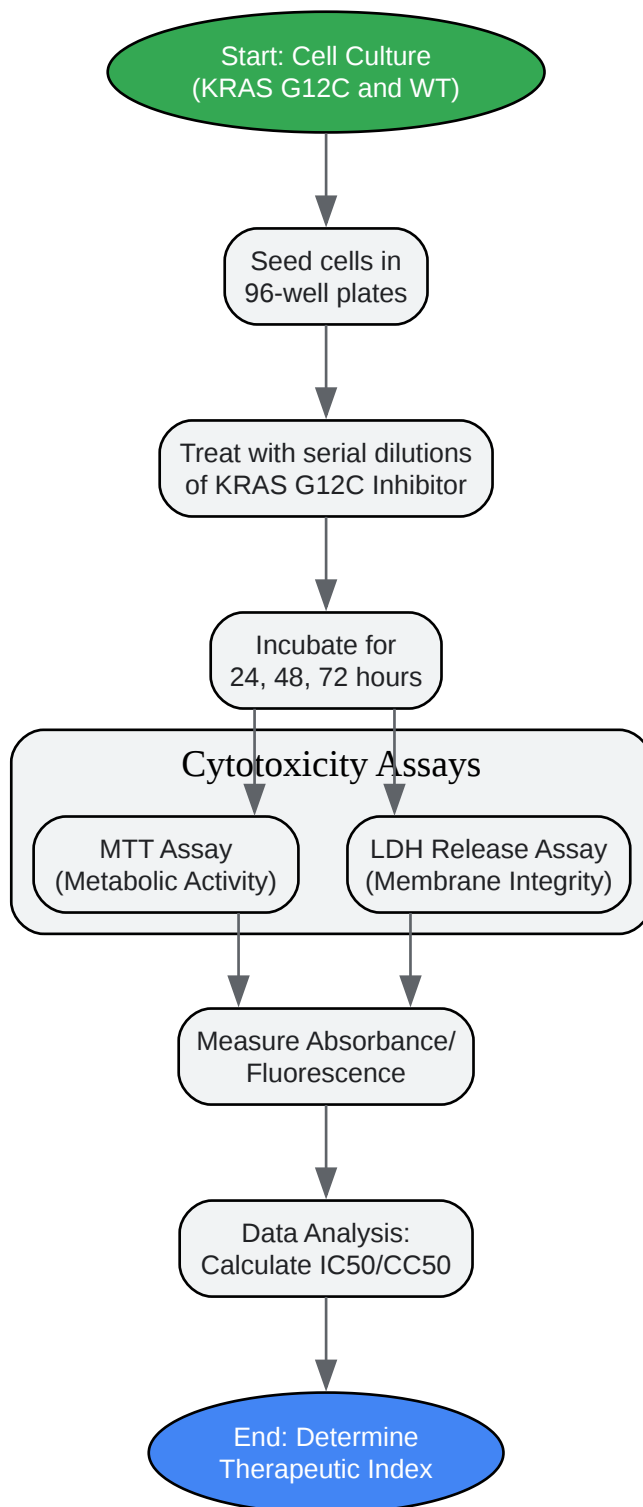 Start: Cell Culture
(KRAS G12C and WT)
Seed cells in
96-well plates
Treat with serial dilutions
of KRAS G12C Inhibitor
Incubate for
24, 48, 72 hours
Cytotoxicity Assays
MTT Assay
(Metabolic Activity)
LDH Release Assay
(Membrane Integrity)
Measure Absorbance/
Fluorescence
Data Analysis:
Calculate IC50/CC50
End: Determine
Therapeutic Index